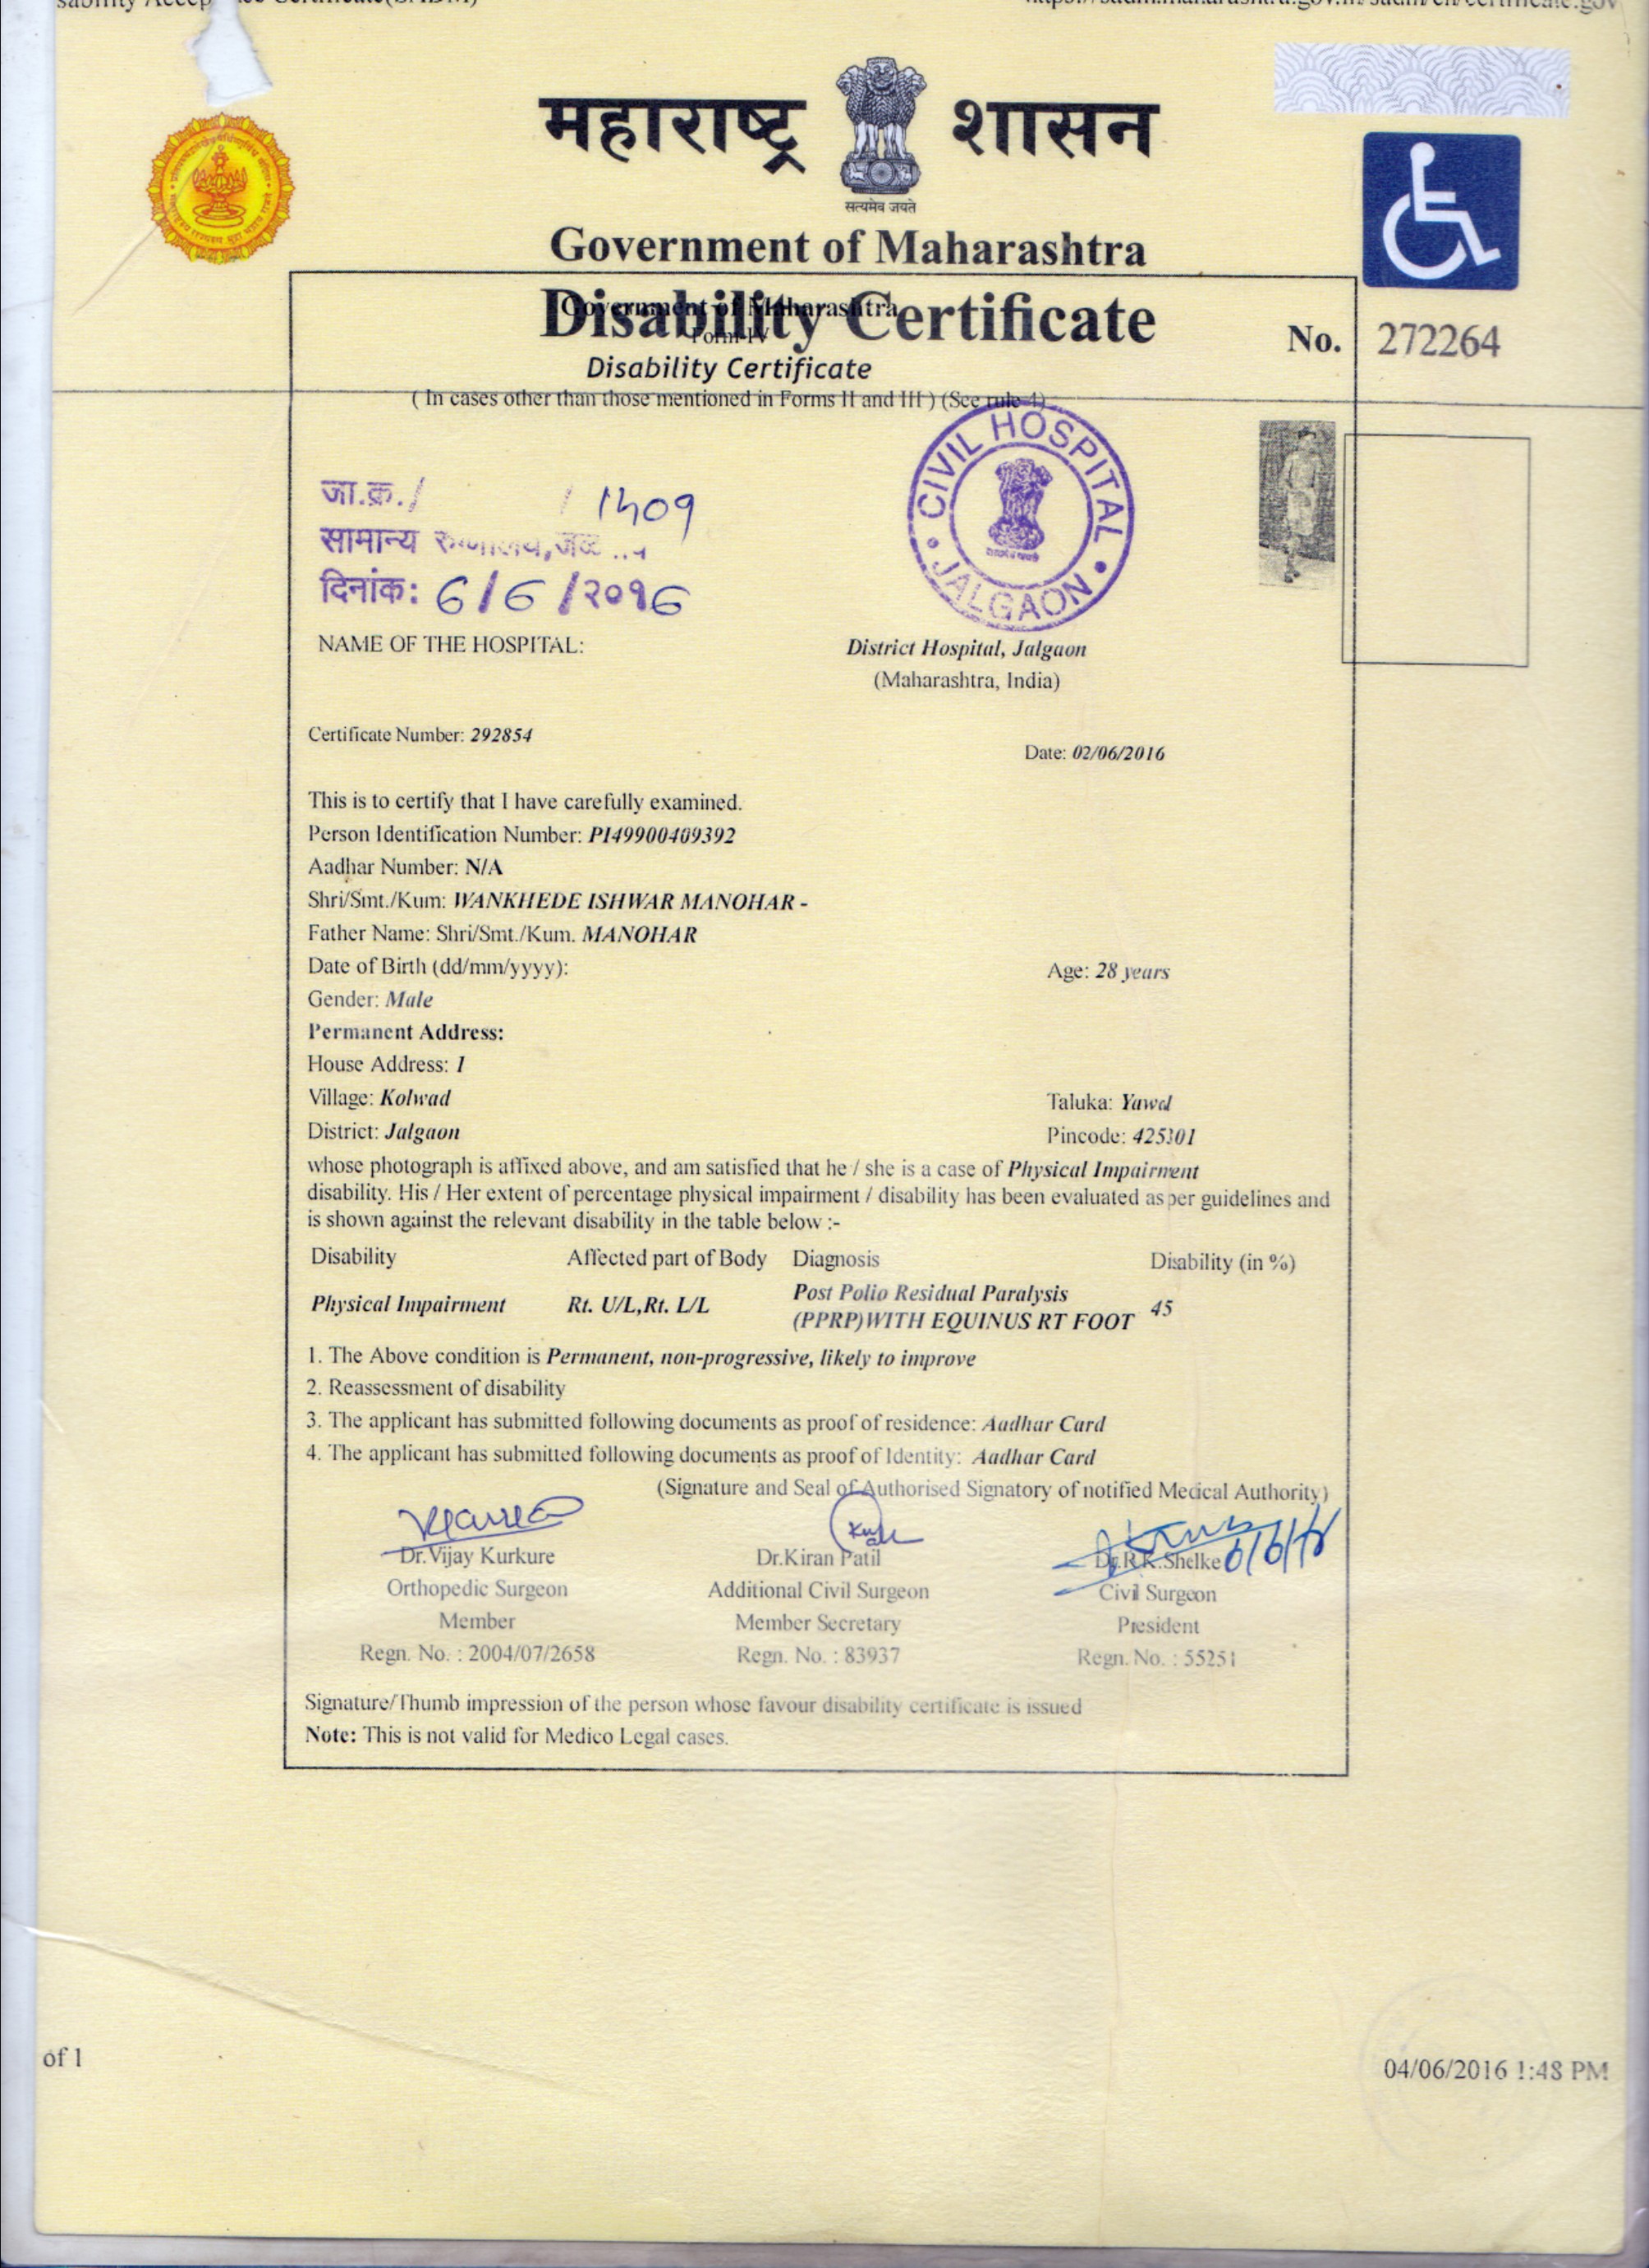 महाराष्ट्र शासन
सत्यमेव जयते
Government of Maharashtra
Disability Certificate
Government of Maharashtra
Form-IV
No. 272264
Disability Certificate
( In cases other than those mentioned in Forms II and III ) (See rule 4)
CIVIL HOSPITAL
JALGAON
जा.क्र./ / 1409
सामान्य
दिनांक: 6/6/२०१6
NAME OF THE HOSPITAL: District Hospital, Jalgaon
(Maharashtra, India)
Certificate Number: 292854
Date: 02/06/2016
This is to certify that I have carefully examined.
Person Identification Number: PI49900409392
Aadhar Number: N/A
Shri/Smt./Kum: WANKHEDE ISHWAR MANOHAR -
Father Name: Shri/Smt./Kum. MANOHAR
Date of Birth (dd/mm/yyyy): Age: 28 years
Gender: Male
Permanent Address:
House Address: 1
Village: Kolwad Taluka: Yawal
District: Jalgaon Pincode: 425301
whose photograph is affixed above, and am satisfied that he / she is a case of Physical Impairment
disability. His / Her extent of percentage physical impairment / disability has been evaluated as per guidelines and
is shown against the relevant disability in the table below :-
Disability Affected part of Body Diagnosis Disability (in %)
Physical Impairment Rt. U/L,Rt. L/L Post Polio Residual Paralysis
(PPRP)WITH EQUINUS RT FOOT 45
1. The Above condition is Permanent, non-progressive, likely to improve
2. Reassessment of disability
3. The applicant has submitted following documents as proof of residence: Aadhar Card
4. The applicant has submitted following documents as proof of Identity: Aadhar Card
(Signature and Seal of Authorised Signatory of notified Medical Authority)
Dr.Vijay Kurkure Dr.Kiran Patil Dr.R.K.Shelke 6/6/16
Orthopedic Surgeon Additional Civil Surgeon Civil Surgeon
Member Member Secretary President
Regn. No. : 2004/07/2658 Regn. No. : 83937 Regn. No. : 55251
Signature/Thumb impression of the person whose favour disability certificate is issued
Note: This is not valid for Medico Legal cases.
of 1 04/06/2016 1:48 PM